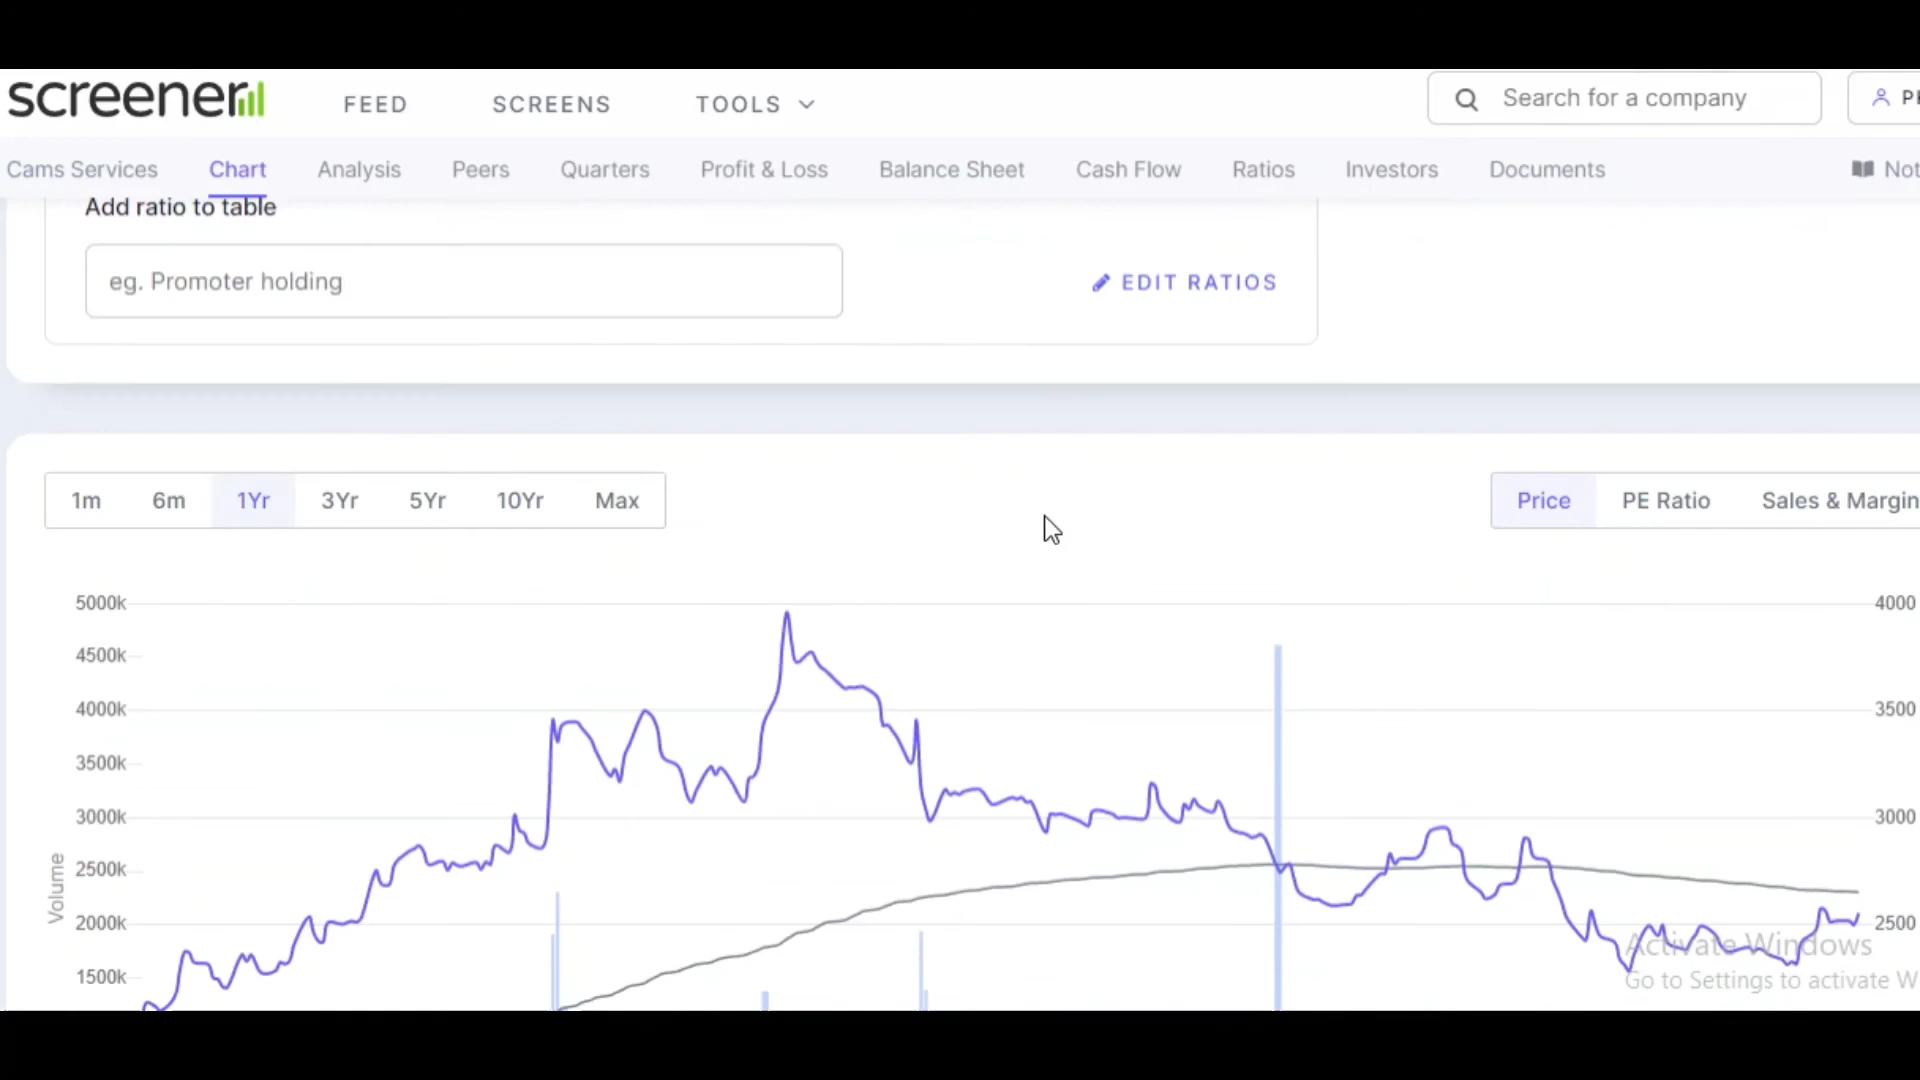 screener
FEED SCREENS TOOLS
Search for a company
Cams Services Chart Analysis Peers Quarters Profit & Loss Balance Sheet Cash Flow Ratios Investors Documents Not
Add ratio to table
eg. Promoter holding
EDIT RATIOS
1m 6m 1Yr 3Yr 5Yr 10Yr Max
Price PE Ratio Sales & Margin
5000k 4000
4500k
4000k 3500
3500k
3000k 3000
2500k
Volume
2000k 2500
1500k
Activate Windows
Go to Settings to activate W